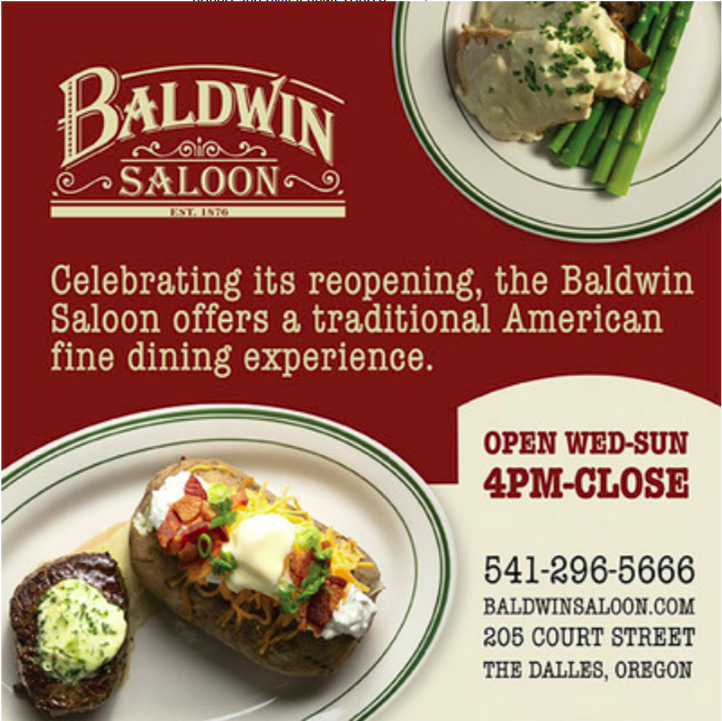 BALDWIN
SALOON
EST. 1876
Celebrating its reopening, the Baldwin
Saloon offers a traditional American
fine dining experience.
OPEN WED-SUN
4PM-CLOSE
541-296-5666
BALDWINSALOON.COM
205 COURT STREET
THE DALLES, OREGON